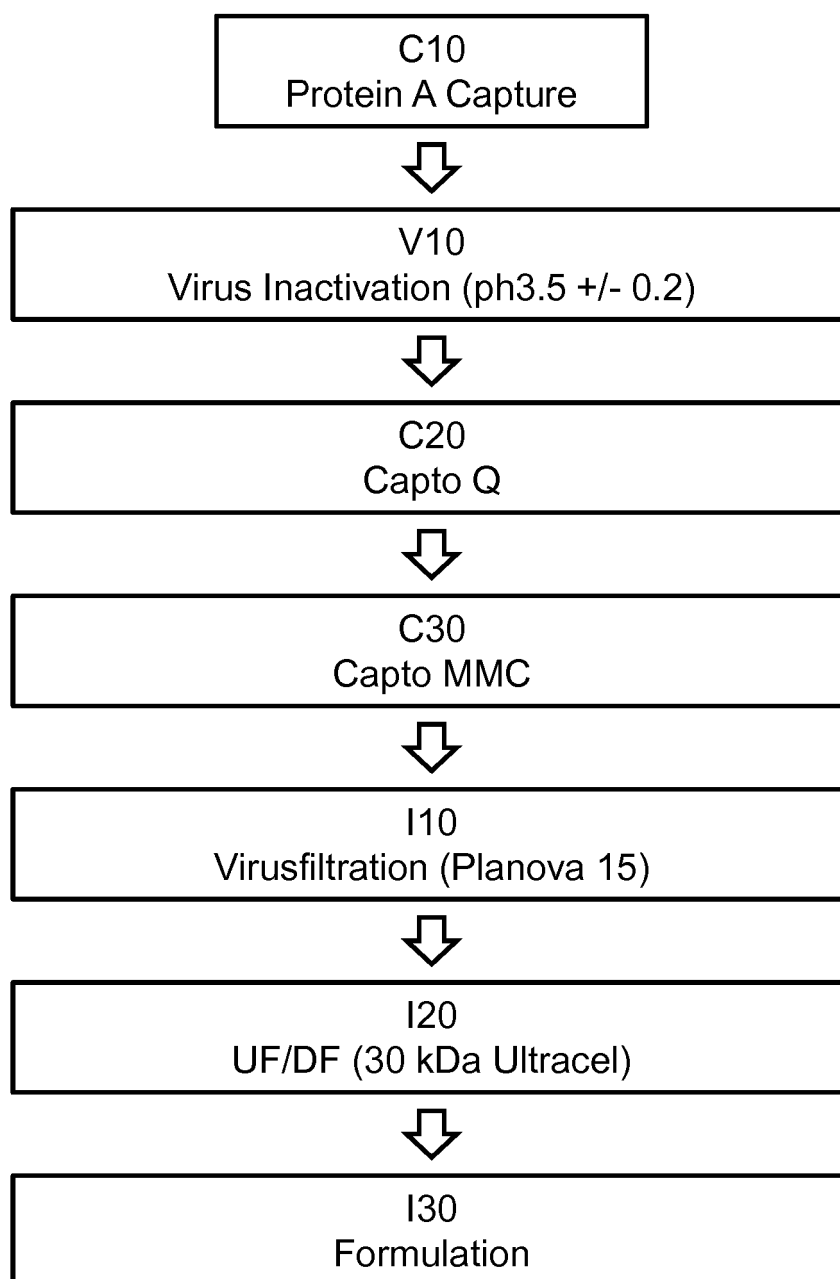 C10
Protein A Capture
V10
Virus Inactivation (ph3.5 +/- 0.2)
C20
Capto Q
C30
Capto MMC
I10
Virusfiltration (Planova 15)
I20
UF/DF (30 kDa Ultracel)
I30
Formulation